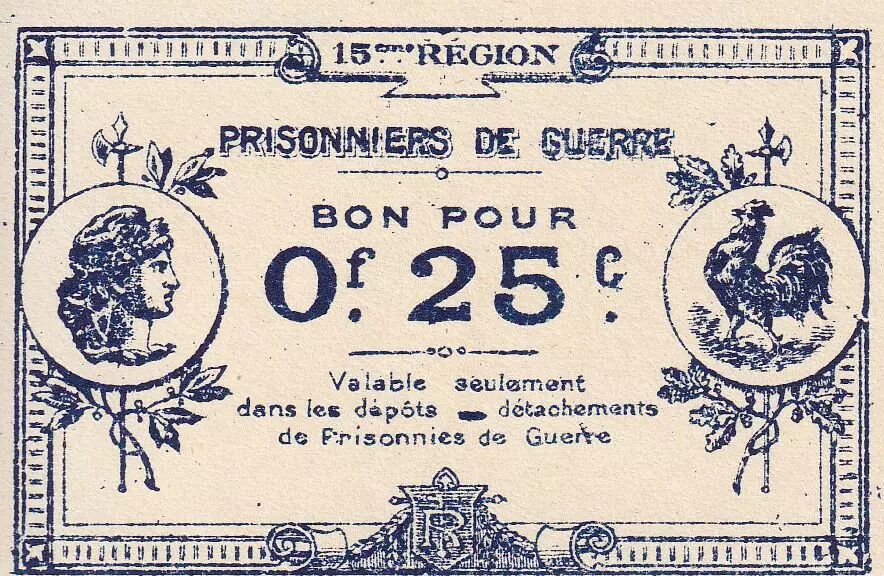 15ème RÉGION
PRISONNIERS DE GUERRE
BON POUR
0f. 25c.
Valable seulement
dans les dépôts - détachements
de Prisonnies de Guerre
R